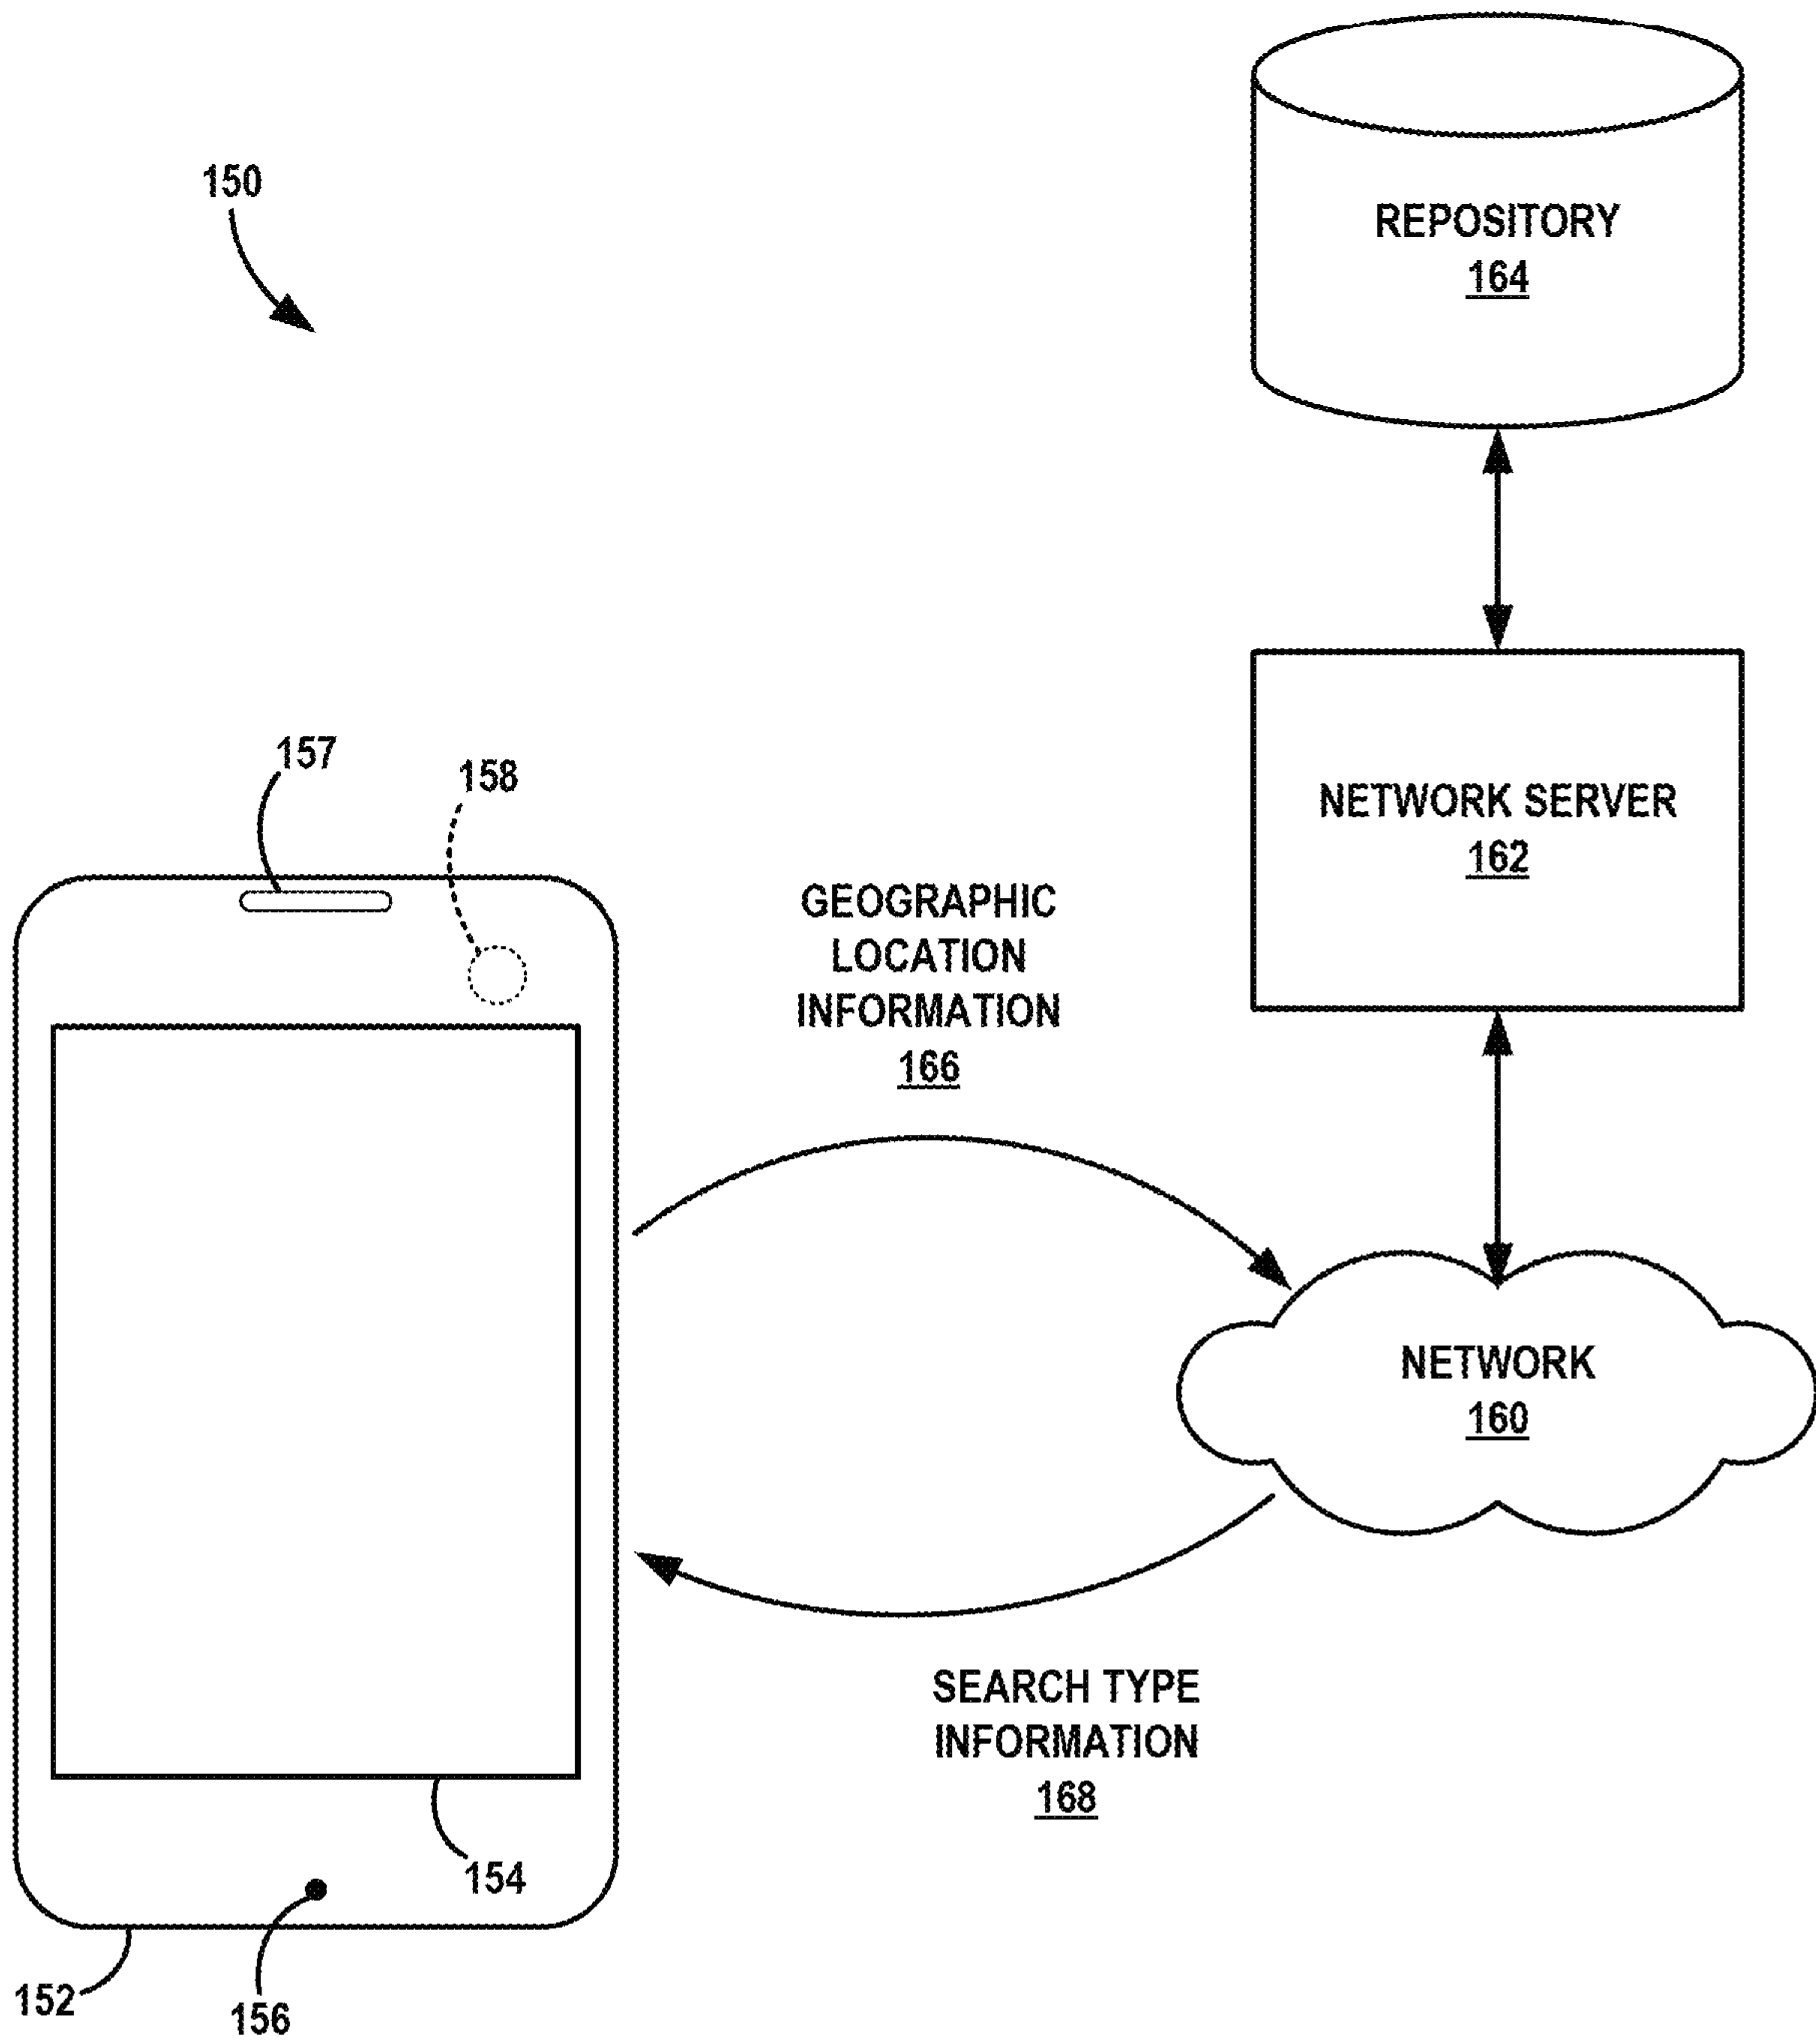 150
REPOSITORY
164
157
158
NETWORK SERVER
162
GEOGRAPHIC
LOCATION
INFORMATION
166
NETWORK
160
SEARCH TYPE
INFORMATION
168
154
152
156